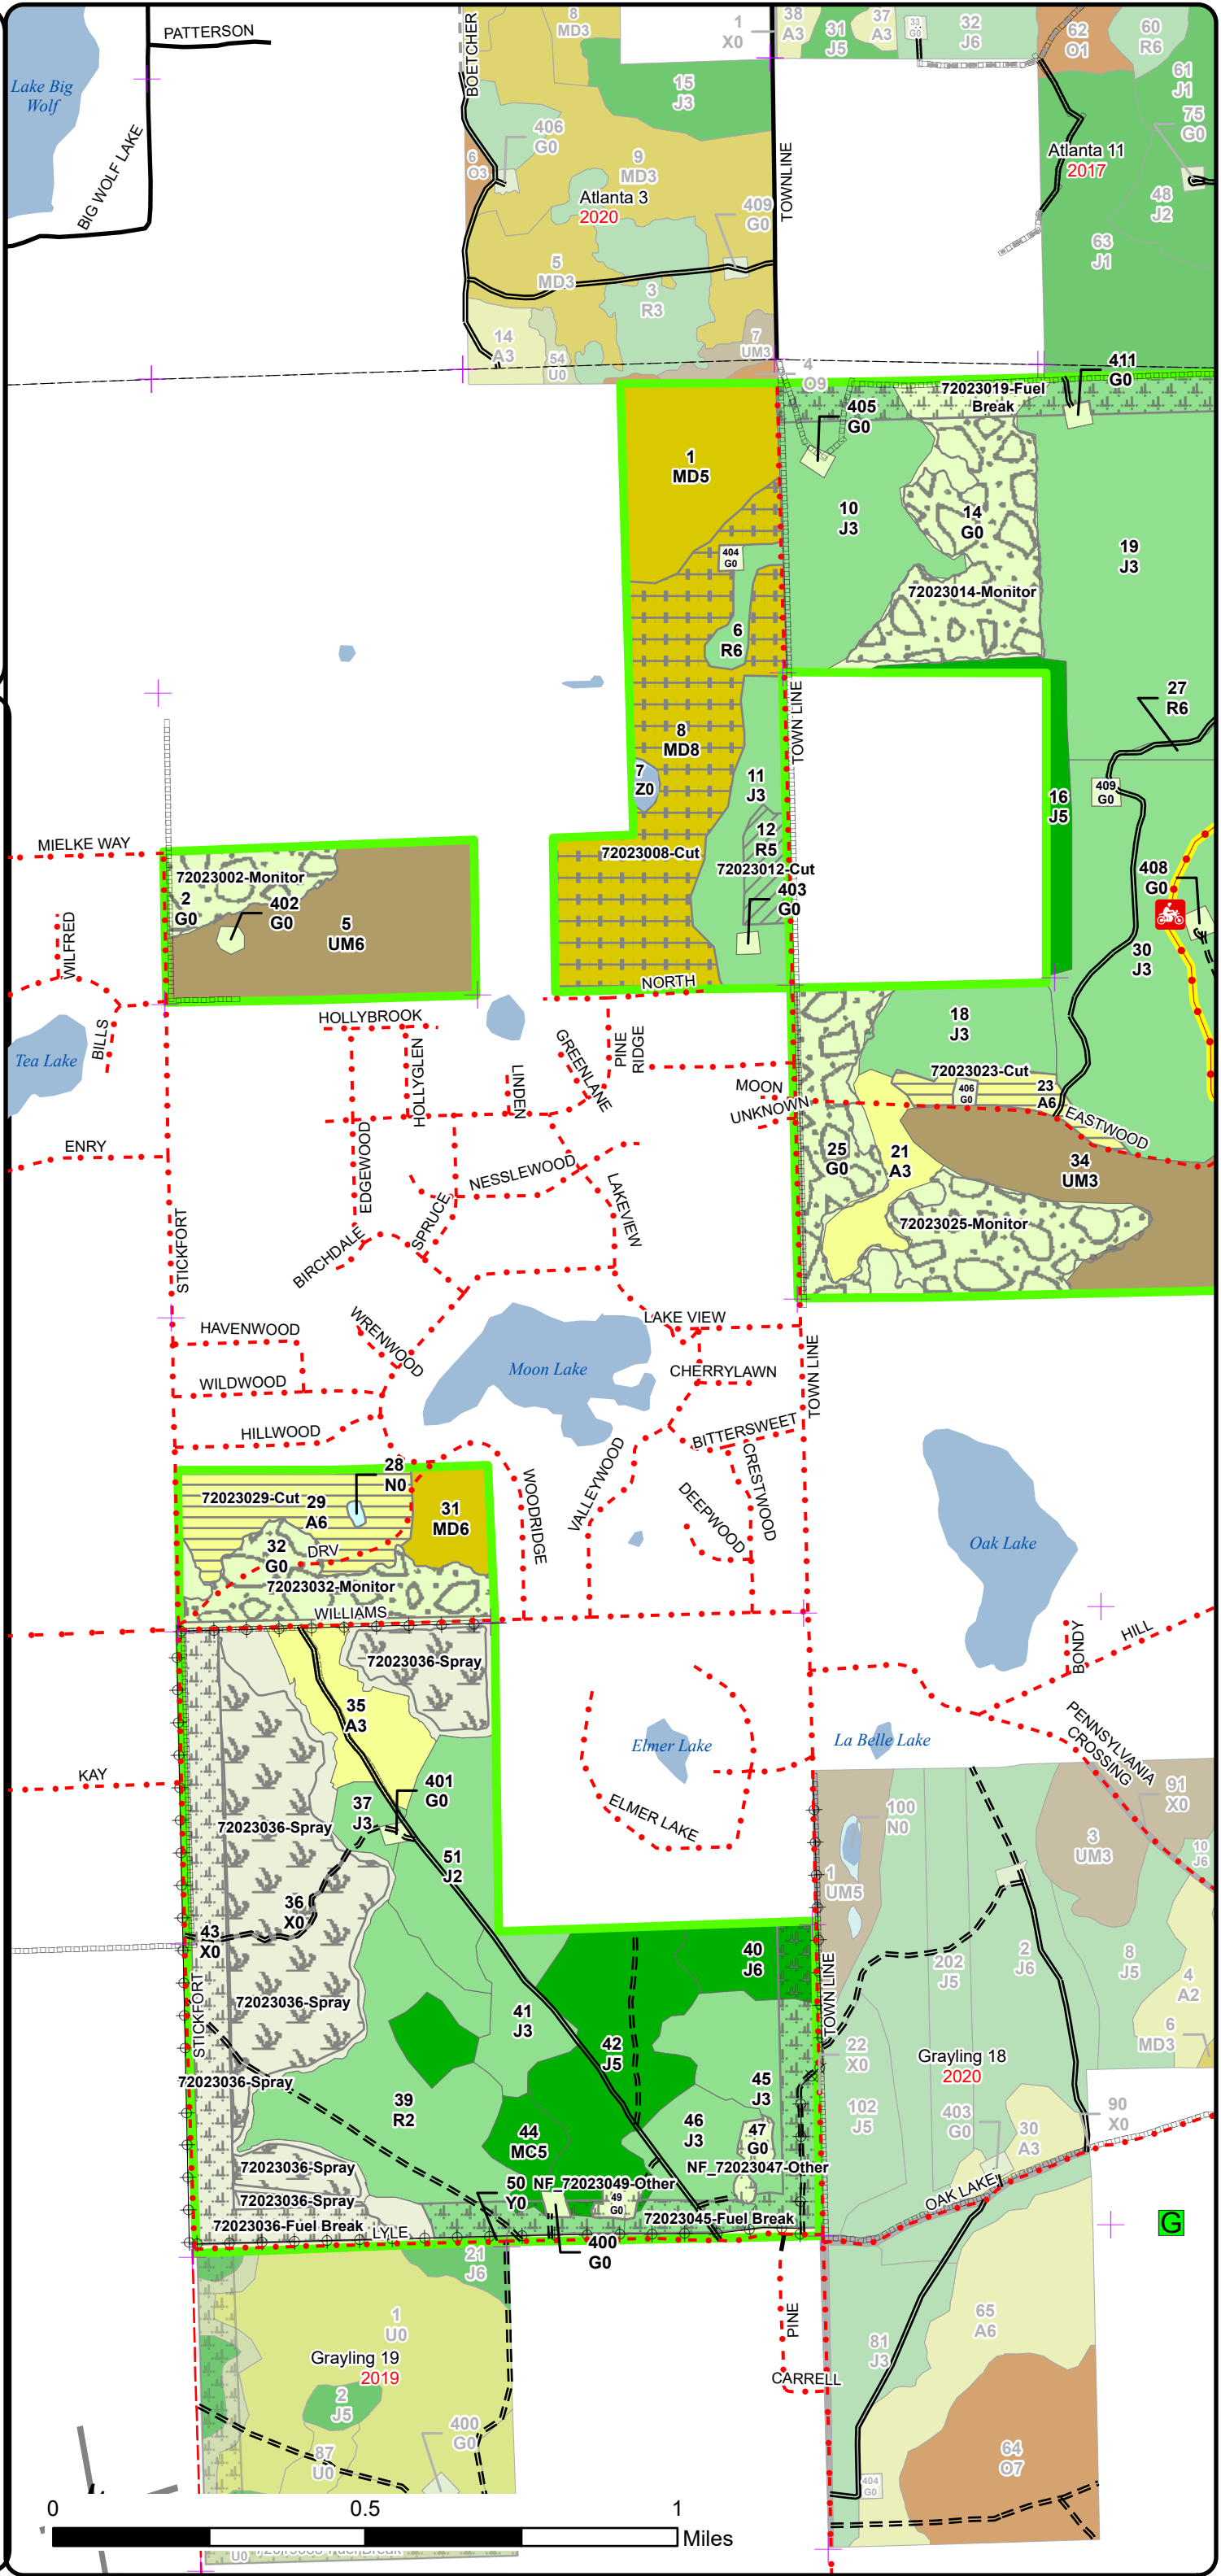 PATTERSON
BOETCHER
8
MD3
1
X0
38
A3
31
J5
37
A3
33
G0
32
J6
62
O1
60
R6
Lake Big
Wolf
15
J3
61
J1
75
G0
BIG WOLF LAKE
406
G0
6
O3
9
MD3
Atlanta 3
2020
409
G0
TOWNLINE
Atlanta 11
2017
48
J2
63
J1
5
MD3
3
R3
14
A3
54
U0
7
UM3
4
O9
411
G0
72023019-Fuel
Break
405
G0
1
MD5
10
J3
14
G0
19
J3
404
G0
72023014-Monitor
6
R6
TOWN LINE
27
R6
8
MD8
7
Z0
11
J3
409
G0
16
J5
12
R5
72023008-Cut
72023012-Cut
403
G0
408
G0
30
J3
MIELKE WAY
72023002-Monitor
2
G0
402
G0
5
UM6
WILFRED
BILLS
NORTH
Tea Lake
HOLLYBROOK
HOLLYGLEN
GREENLANE
PINE
RIDGE
LINDEN
18
J3
72023023-Cut
406
G0
23
A6
MOON
UNKNOWN
EASTWOOD
ENRY
EDGEWOOD
NESSLEWOOD
SPRUCE
LAKEVIEW
BIRCHDALE
25
G0
21
A3
34
UM3
72023025-Monitor
STICKFORT
HAVENWOOD
WRENWOOD
LAKE VIEW
Moon Lake
WILDWOOD
CHERRYLAWN
TOWN LINE
HILLWOOD
BITTERSWEET
CRESTWOOD
VALLEYWOOD
DEEPWOOD
WOODRIDGE
Oak Lake
28
N0
72023029-Cut
29
A6
31
MD6
32
G0
DRV
72023032-Monitor
WILLIAMS
BONDY
HILL
72023036-Spray
35
A3
PENNSYLVANIA
CROSSING
Elmer Lake
La Belle Lake
KAY
401
G0
37
J3
72023036-Spray
ELMER LAKE
100
N0
91
X0
3
UM3
10
J6
51
J2
1
UM5
36
X0
43
X0
40
J6
TOWN LINE
202
J5
2
J6
8
J5
4
A2
STICKFORT
72023036-Spray
41
J3
42
J5
22
X0
Grayling 18
2020
6
MD3
72023036-Spray
39
R2
45
J3
102
J5
403
G0
30
A3
90
X0
44
MC5
46
J3
47
G0
72023036-Spray
NF_72023047-Other
50
Y0
NF_72023049-Other
49
G0
OAK LAKE
72023036-Spray
72023036-Fuel Break
LYLE
72023045-Fuel Break
G
400
G0
21
J6
1
U0
PINE
65
A6
81
J3
Grayling 19
2019
CARRELL
2
J5
400
G0
87
U0
64
O7
404
G0
0
0.5
1
Miles
U0